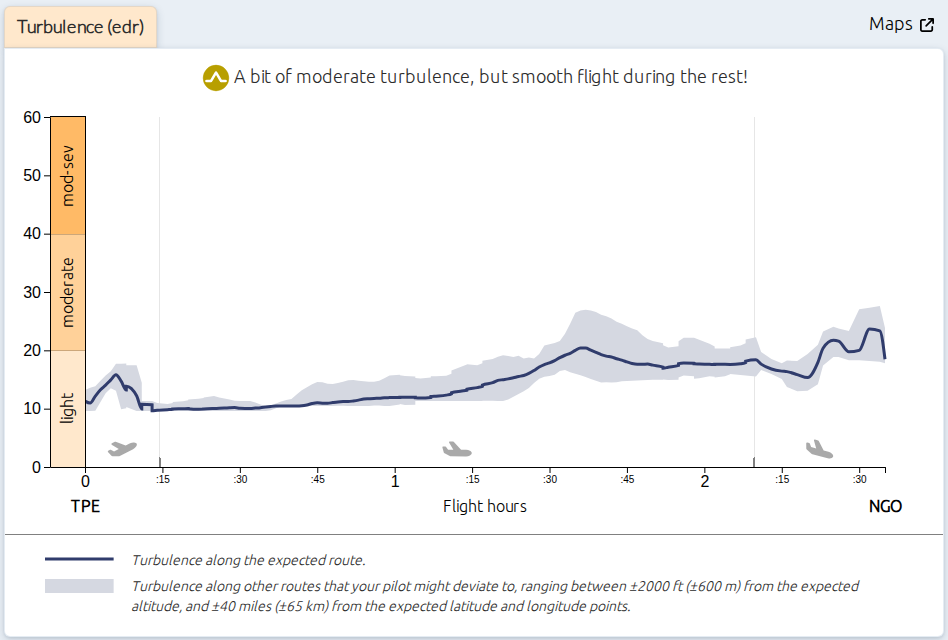 Turbulence (edr)
Maps
A bit of moderate turbulence, but smooth flight during the rest!
60
50
40
30
20
10
0
mod-sev
moderate
light
0 :15 :30 :45 1 :15 :30 :45 2 :15 :30
TPE Flight hours NGO
Turbulence along the expected route.
Turbulence along other routes that your pilot might deviate to, ranging between ±2000 ft (±600 m) from the expected
altitude, and ±40 miles (±65 km) from the expected latitude and longitude points.